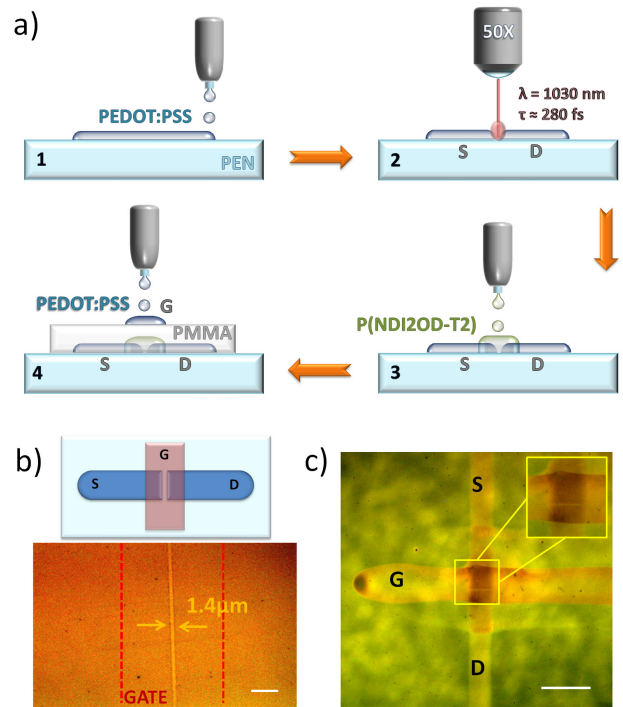 a)
50X
PEDOT:PSS
λ = 1030 nm
τ ≈ 280 fs
1
PEN
2
S
D
PEDOT:PSS
G
PMMA
4
S
D
P(NDI2OD-T2)
3
S
D
b)
G
S
D
1.4μm
GATE
c)
S
G
D